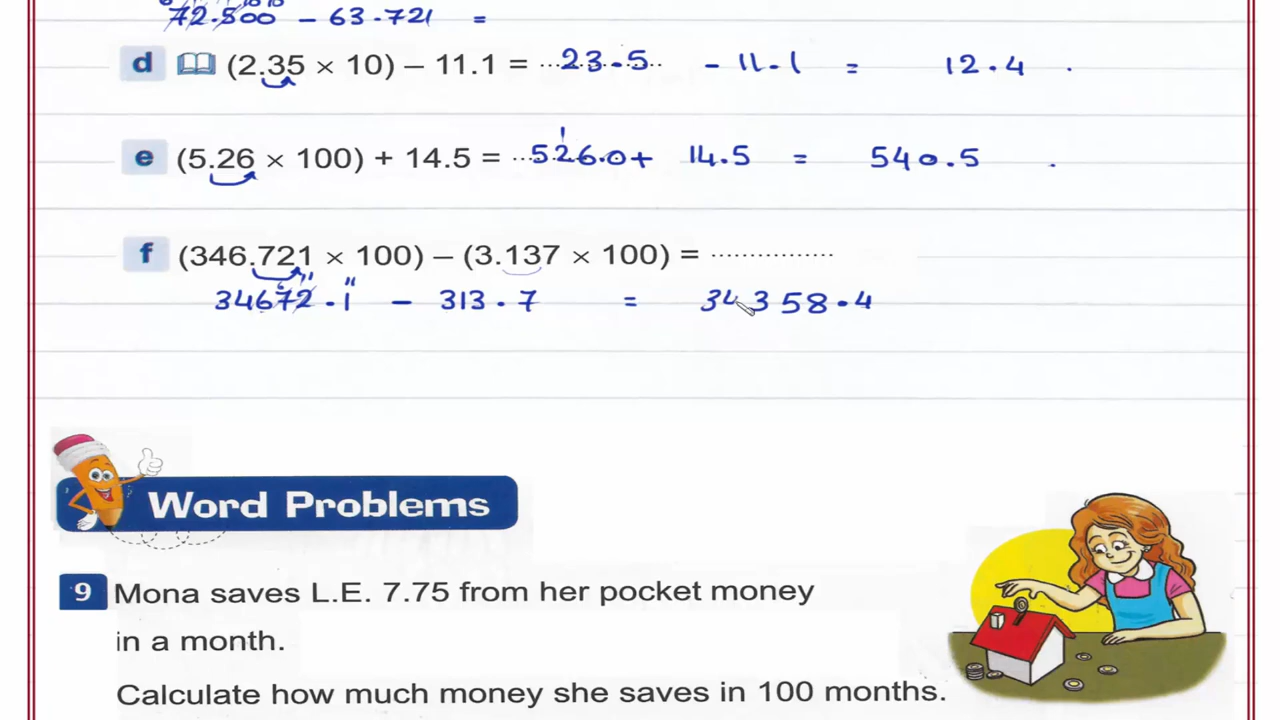 72.500 − 63.721 =
d (2.35 × 10) − 11.1 = 23.5 − 11.1 = 12.4 .
e (5.26 × 100) + 14.5 = 526.0 + 14.5 = 540.5 .
f (346.721 × 100) − (3.137 × 100) = ................
34672.1 − 313.7 = 34358.4
Word Problems
9 Mona saves L.E. 7.75 from her pocket money
in a month.
Calculate how much money she saves in 100 months.